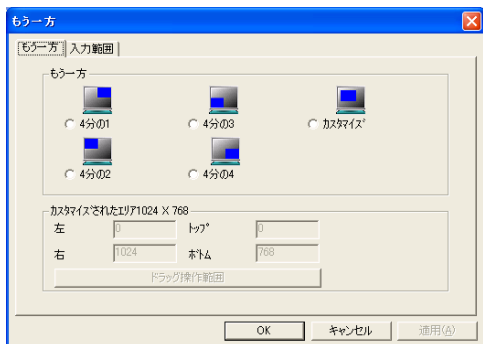 もう一方
もう一方 入力範囲
もう一方
4分の1 4分の3 カスタマイズ
4分の2 4分の4
カスタマイズされたエリア1024 X 768
左 0 トップ 0
右 1024 ボトム 768
ドラッグ操作範囲
OK キャンセル 適用(A)